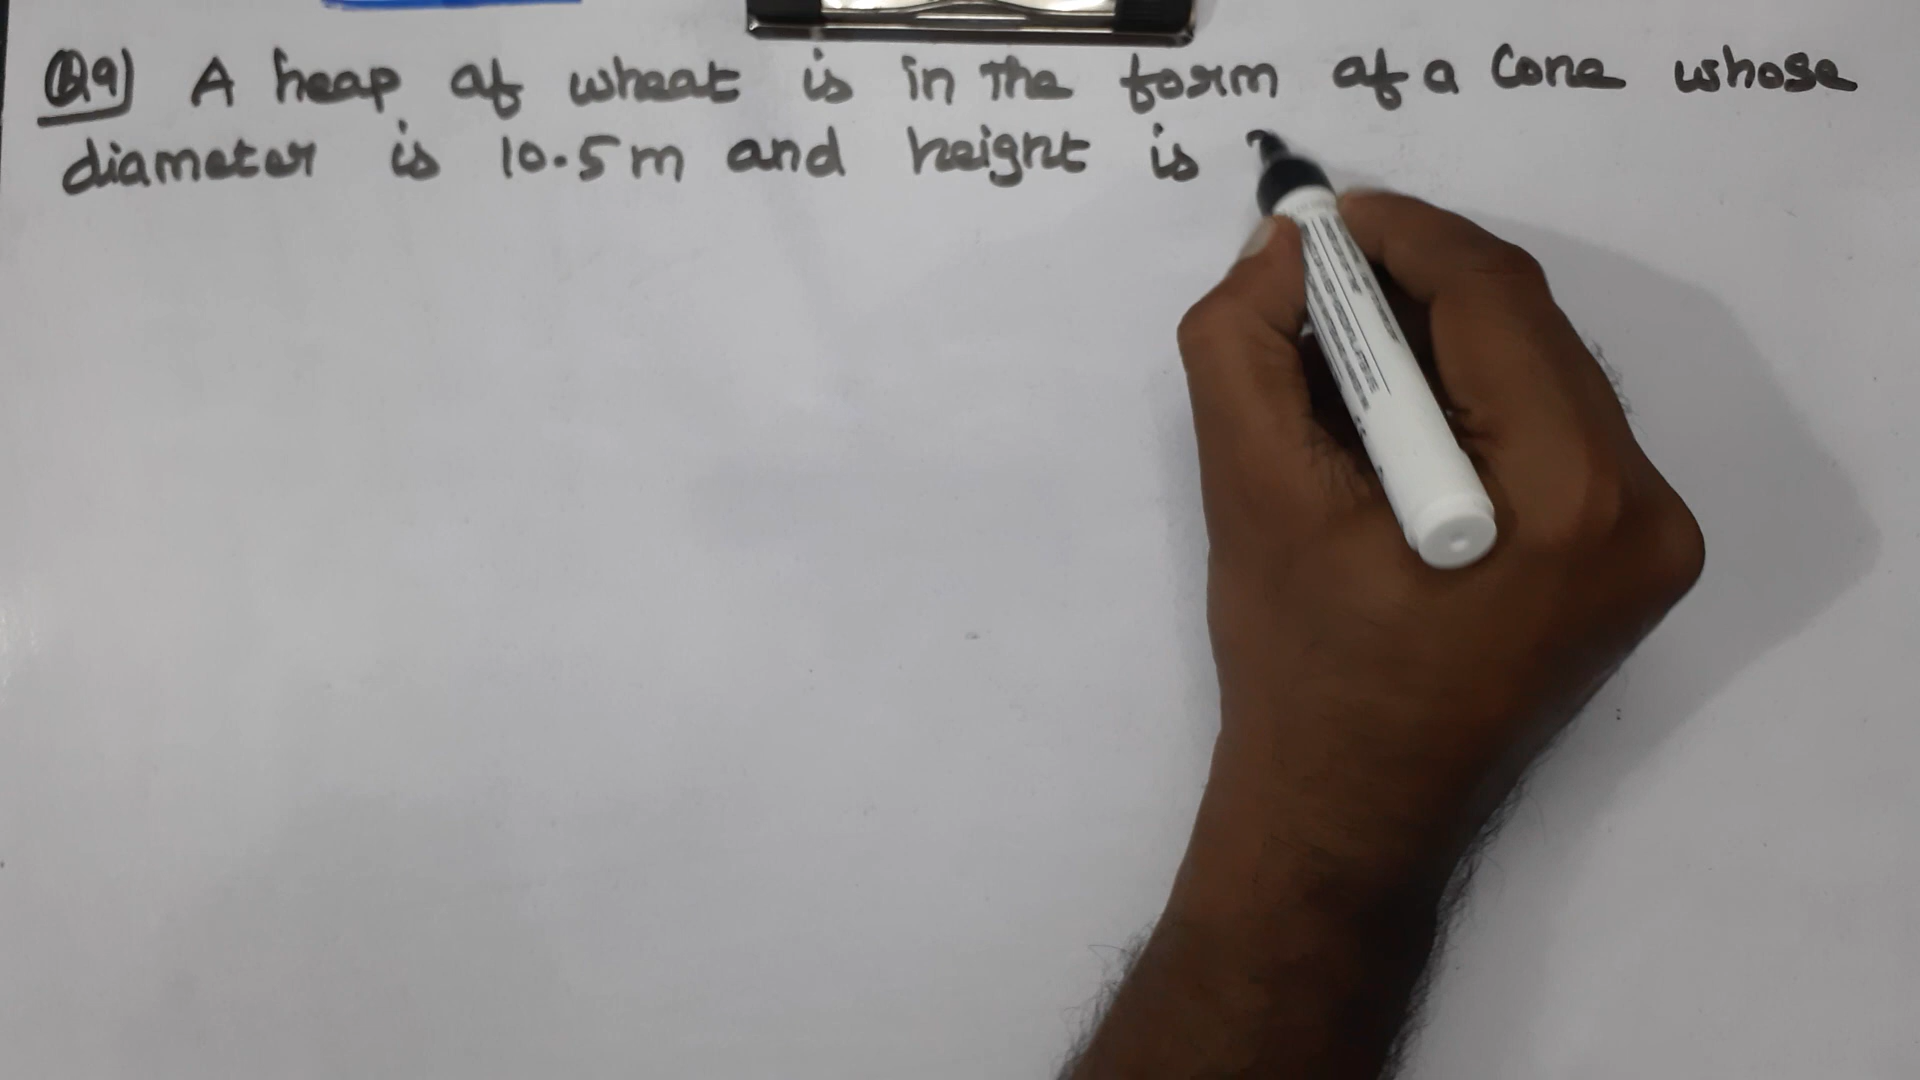 Q9) A heap of wheat is in the form of a cone whose
diameter is 10.5m and height is